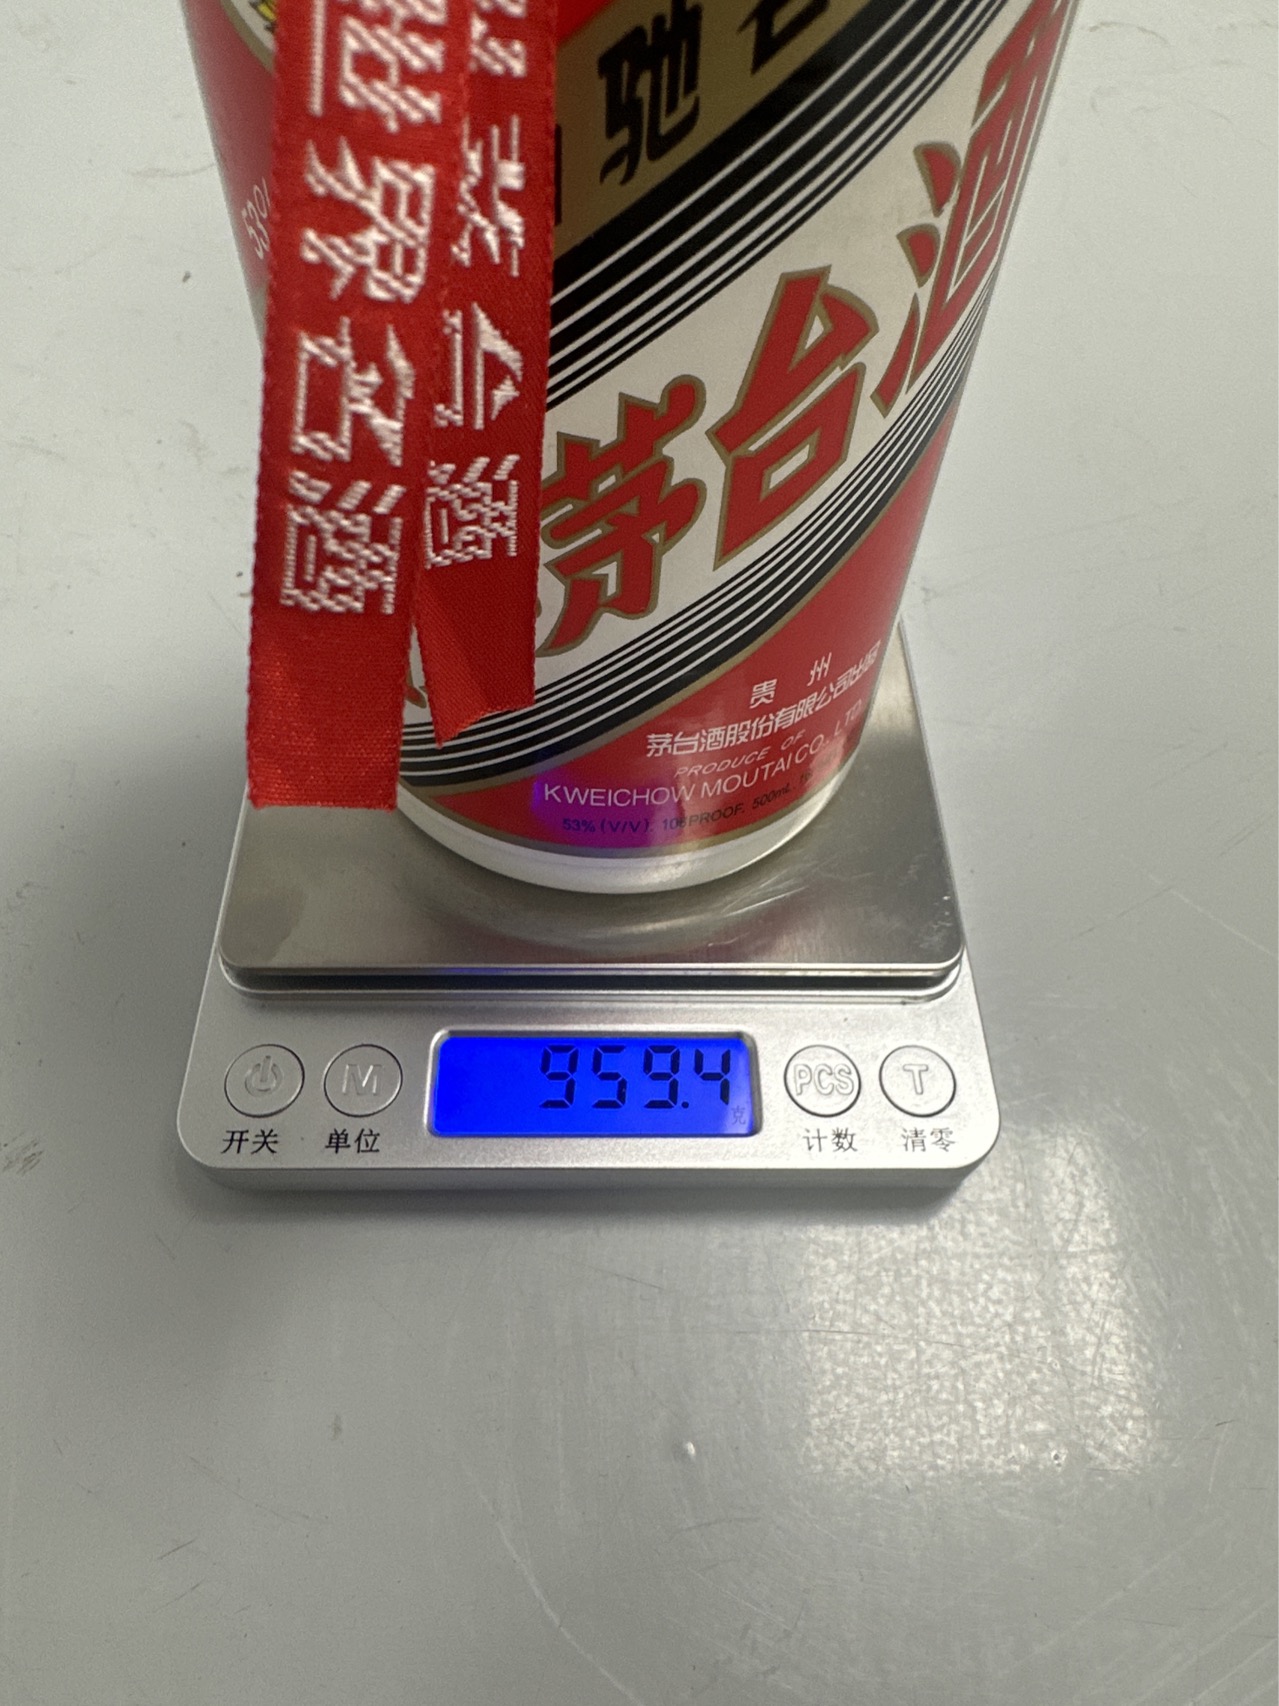 世界名酒
茅台酒
53%
驰
茅台酒
贵 州
茅台酒股份有限公司出品
PRODUCE OF
KWEICHOW MOUTAI CO., LTD.
53% (V/V). 106PROOF. 500mL.
959.4
克
M
PCS
T
开关
单位
计数
清零